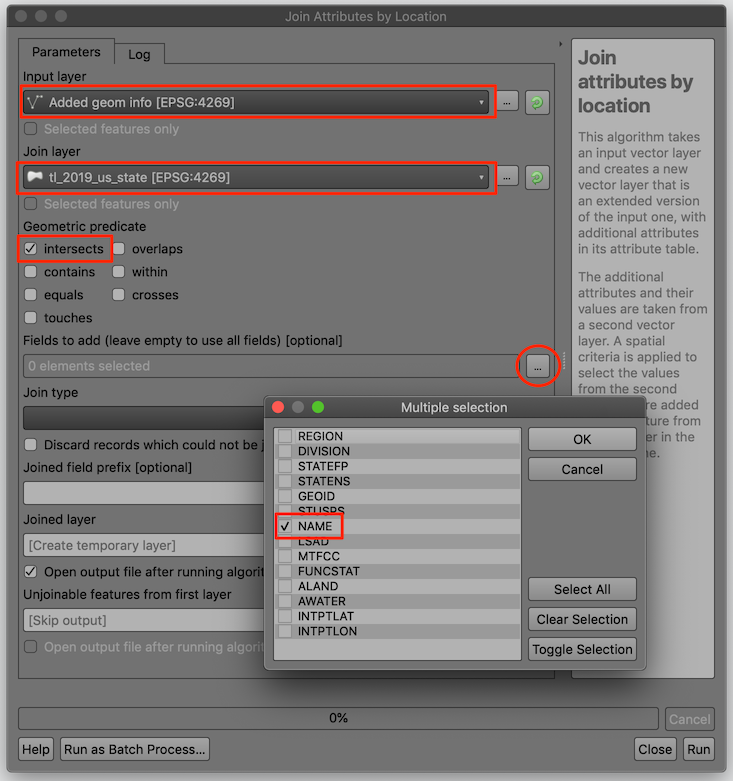 Join Attributes by Location
Parameters
Log
Input layer
Added geom info [EPSG:4269]
...
Selected features only
Join layer
tl_2019_us_state [EPSG:4269]
...
Selected features only
Geometric predicate
intersects
overlaps
contains
within
equals
crosses
touches
Fields to add (leave empty to use all fields) [optional]
0 elements selected
...
Join type
Discard records which could not be
Joined field prefix [optional]
Joined layer
[Create temporary layer]
Open output file after running algorit
Unjoinable features from first layer
[Skip output]
Open output file after running algorit
Multiple selection
REGION
DIVISION
STATEFP
STATENS
GEOID
STUSPS
NAME
LSAD
MTFCC
FUNCSTAT
ALAND
AWATER
INTPTLAT
INTPTLON
OK
Cancel
Select All
Clear Selection
Toggle Selection
Join
attributes by
location
This algorithm takes
an input vector layer
and creates a new
vector layer that is
an extended version
of the input one, with
additional attributes
in its attribute table.
The additional
attributes and their
values are taken from
a second vector
layer. A spatial
criteria is applied to
select the values
from the second
re added
ture from
er in the
ne.
0%
Cancel
Help
Run as Batch Process...
Close
Run